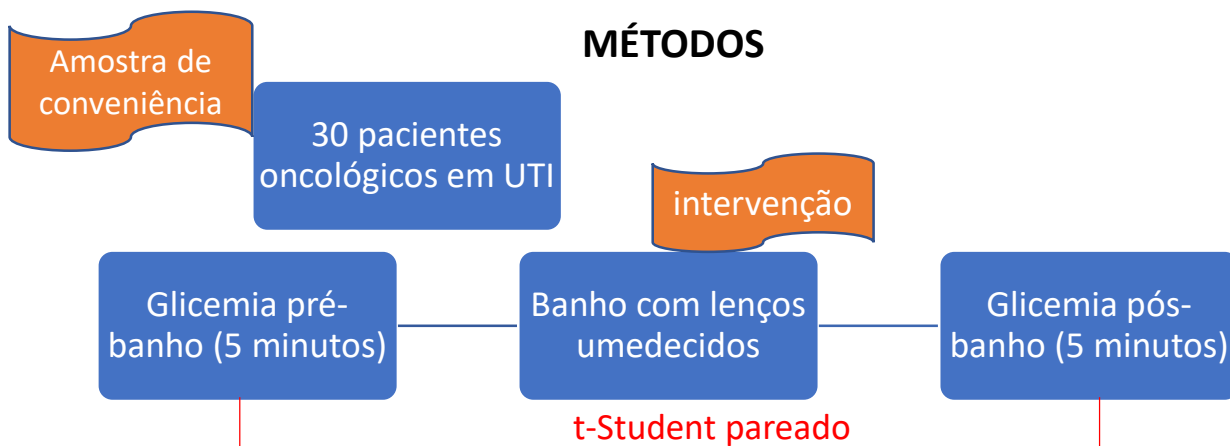 MÉTODOS
Amostra de
conveniência
30 pacientes
oncológicos em UTI
intervenção
Glicemia pré-
banho (5 minutos)
Banho com lenços
umedecidos
Glicemia pós-
banho (5 minutos)
t-Student pareado